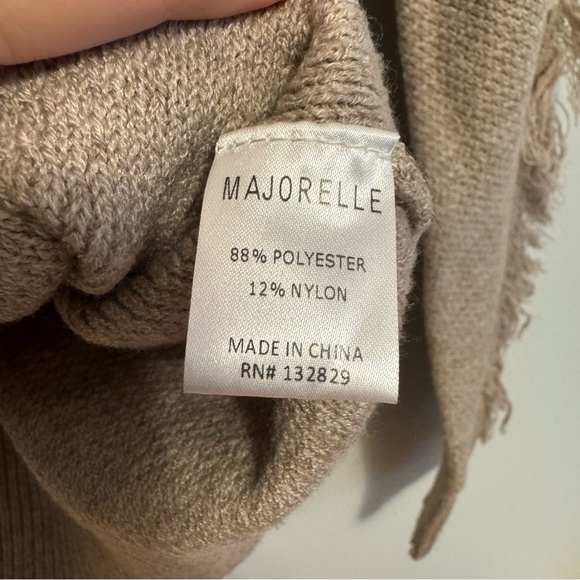 MAJORELLE
88% POLYESTER
12% NYLON
MADE IN CHINA
RN# 132829